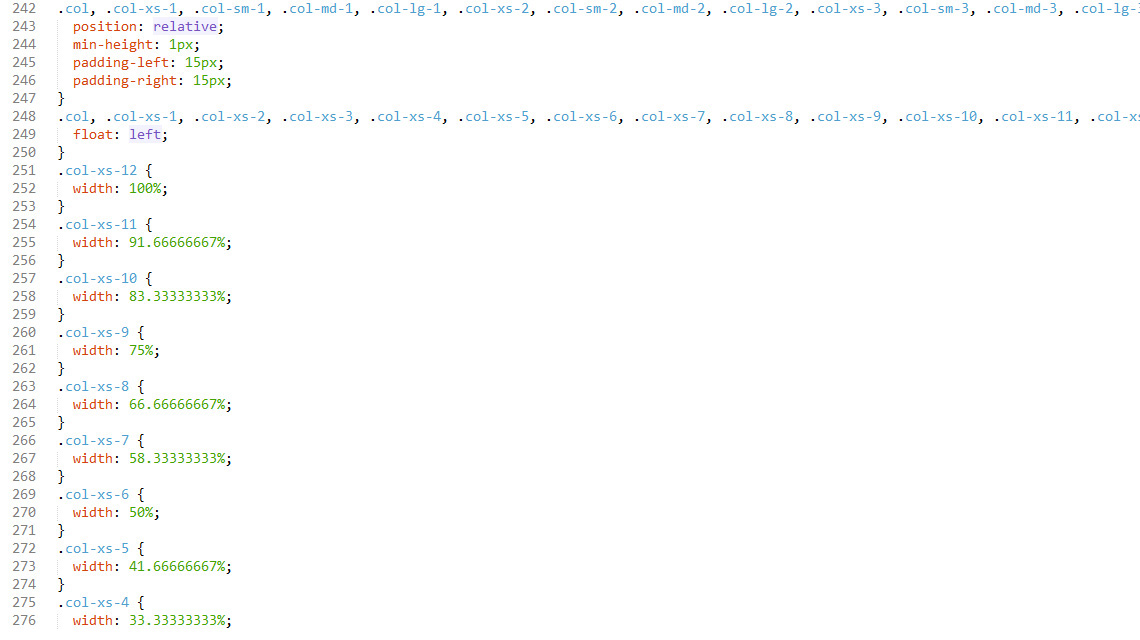 242 .col, .col-xs-1, .col-sm-1, .col-md-1, .col-lg-1, .col-xs-2, .col-sm-2, .col-md-2, .col-lg-2, .col-xs-3, .col-sm-3, .col-md-3, .col-lg-
243 position: relative;
244 min-height: 1px;
245 padding-left: 15px;
246 padding-right: 15px;
247 }
248 .col, .col-xs-1, .col-xs-2, .col-xs-3, .col-xs-4, .col-xs-5, .col-xs-6, .col-xs-7, .col-xs-8, .col-xs-9, .col-xs-10, .col-xs-11, .col-xs
249 float: left;
250 }
251 .col-xs-12 {
252 width: 100%;
253 }
254 .col-xs-11 {
255 width: 91.66666667%;
256 }
257 .col-xs-10 {
258 width: 83.33333333%;
259 }
260 .col-xs-9 {
261 width: 75%;
262 }
263 .col-xs-8 {
264 width: 66.66666667%;
265 }
266 .col-xs-7 {
267 width: 58.33333333%;
268 }
269 .col-xs-6 {
270 width: 50%;
271 }
272 .col-xs-5 {
273 width: 41.66666667%;
274 }
275 .col-xs-4 {
276 width: 33.33333333%;